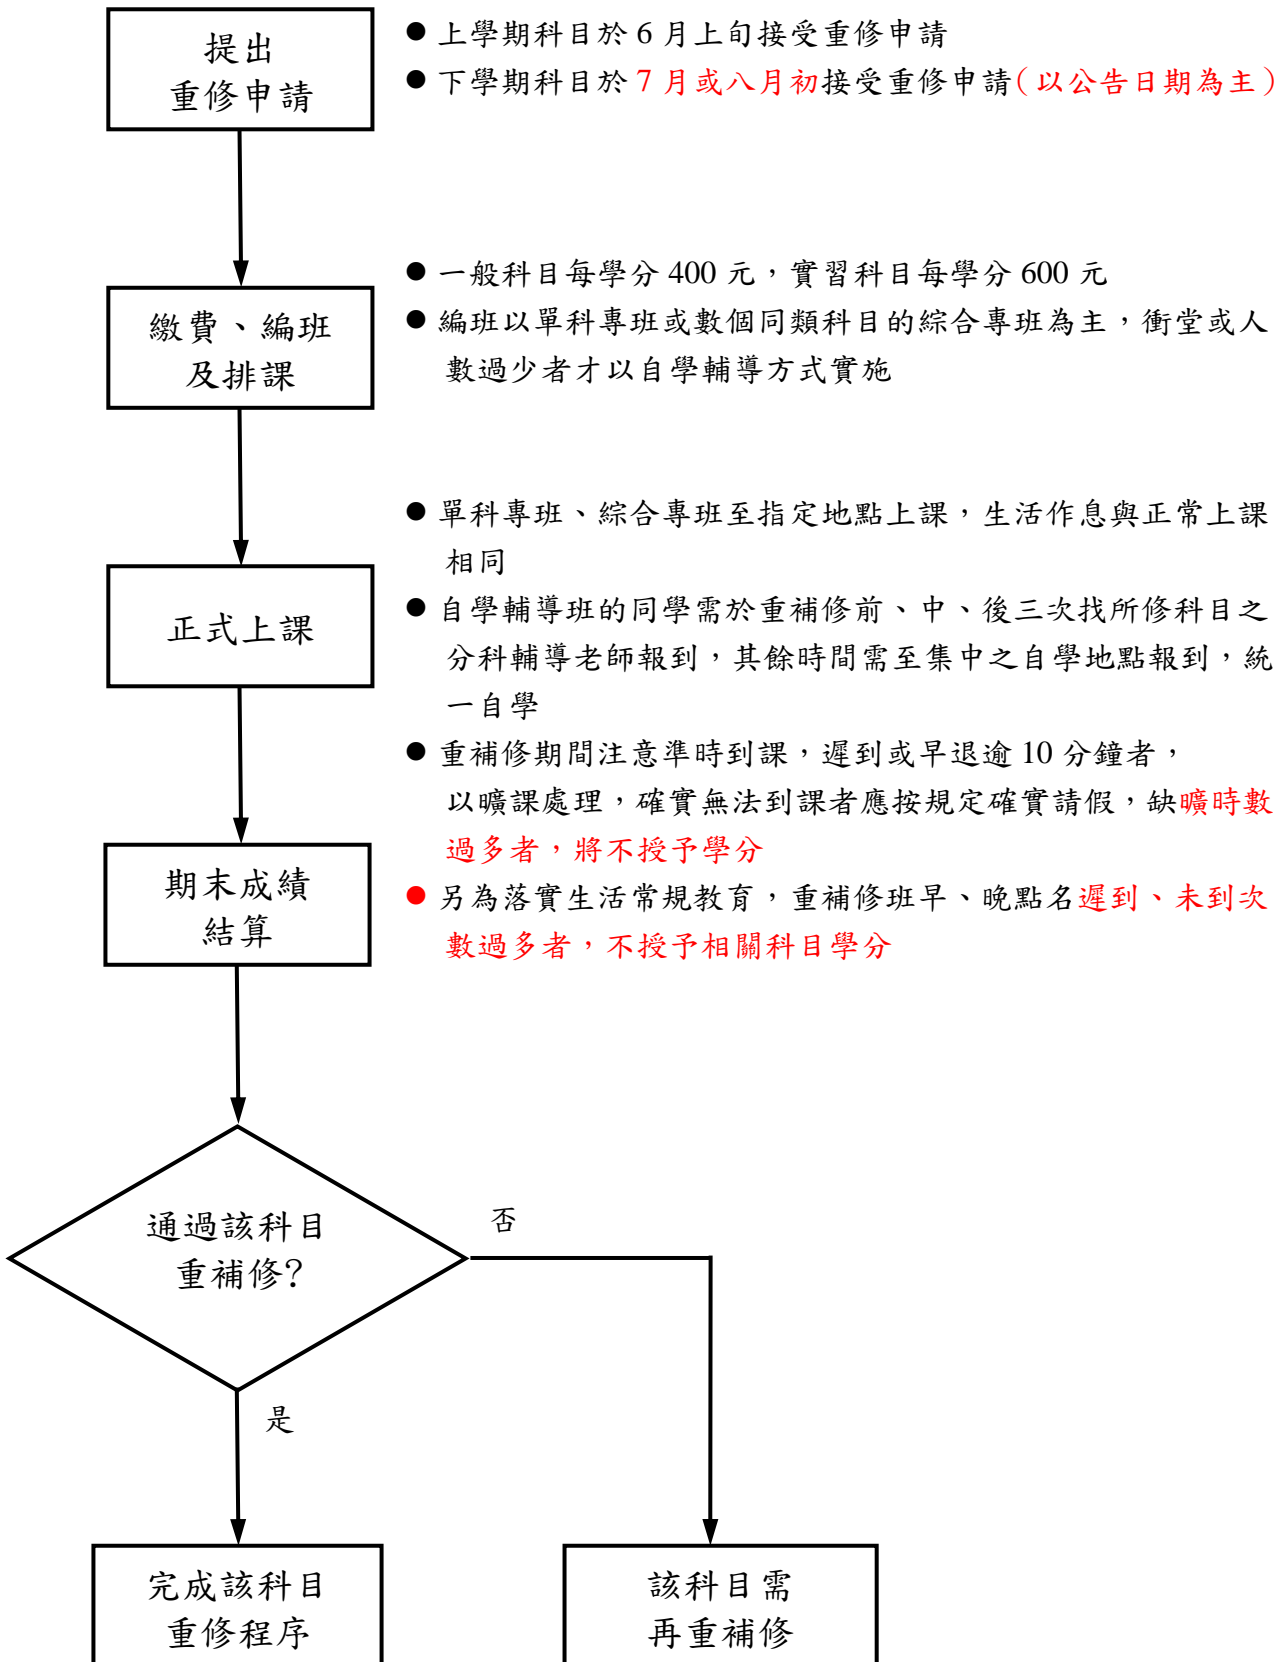 提出
重修申請
● 上學期科目於 6 月上旬接受重修申請
● 下學期科目於 7 月或八月初接受重修申請(以公告日期為主)
繳費、編班
及排課
● 一般科目每學分 400 元，實習科目每學分 600 元
● 編班以單科專班或數個同類科目的綜合專班為主，衝堂或人
數過少者才以自學輔導方式實施
正式上課
● 單科專班、綜合專班至指定地點上課，生活作息與正常上課
相同
● 自學輔導班的同學需於重補修前、中、後三次找所修科目之
分科輔導老師報到，其餘時間需至集中之自學地點報到，統
一自學
● 重補修期間注意準時到課，遲到或早退逾 10 分鐘者，
以曠課處理，確實無法到課者應按規定確實請假，缺曠時數
過多者，將不授予學分
● 另為落實生活常規教育，重補修班早、晚點名遲到、未到次
數過多者，不授予相關科目學分
期末成績
結算
通過該科目
重補修?
否
是
完成該科目
重修程序
該科目需
再重補修